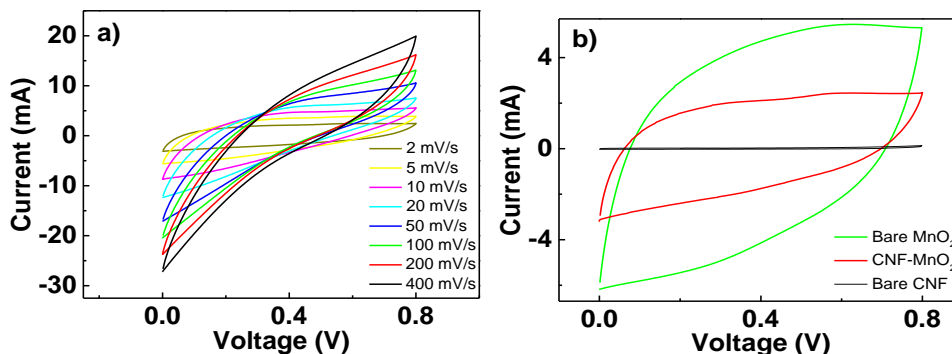 a)
Current (mA)
20
10
0
-10
-20
-30
2 mV/s
5 mV/s
10 mV/s
20 mV/s
50 mV/s
100 mV/s
200 mV/s
400 mV/s
0.0
0.4
0.8
Voltage (V)
b)
Current (mA)
4
0
-4
Bare MnO₂
CNF-MnO₂
Bare CNF
0.0
0.4
0.8
Voltage (V)